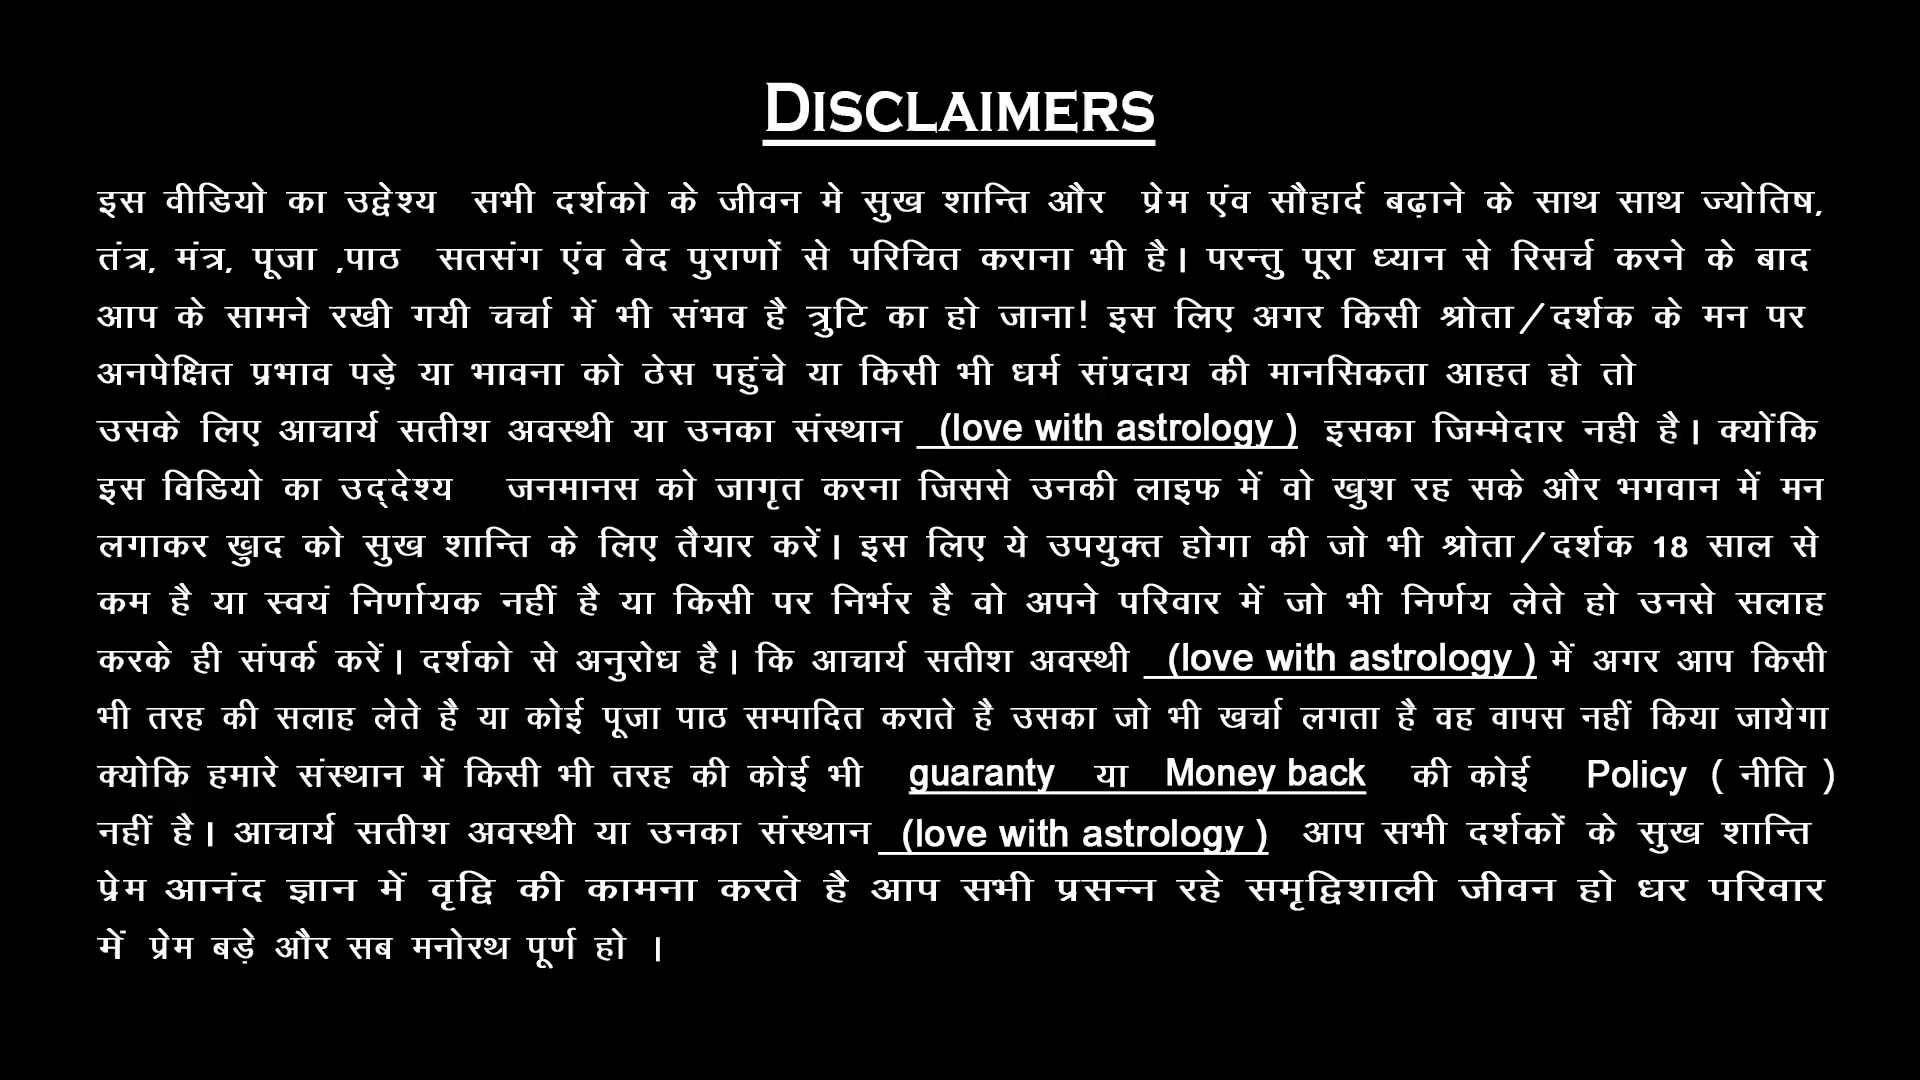 DISCLAIMERS
इस वीडियो का उद्वेश्य सभी दर्शको के जीवन मे सुख शान्ति और प्रेम एंव सौहार्द बढ़ाने के साथ साथ ज्योतिष,
तंत्र, मंत्र, पूजा ,पाठ सतसंग एंव वेद पुराणों से परिचित कराना भी है। परन्तु पूरा ध्यान से रिसर्च करने के बाद
आप के सामने रखी गयी चर्चा में भी संभव है त्रुटि का हो जाना! इस लिए अगर किसी श्रोता/दर्शक के मन पर
अनपेक्षित प्रभाव पड़े या भावना को ठेस पहुंचे या किसी भी धर्म संप्रदाय की मानसिकता आहत हो तो
उसके लिए आचार्य सतीश अवस्थी या उनका संस्थान (love with astrology ) इसका जिम्मेदार नही है। क्योंकि
इस विडियो का उद्देश्य जनमानस को जागृत करना जिससे उनकी लाइफ में वो खुश रह सके और भगवान में मन
लगाकर खुद को सुख शान्ति के लिए तैयार करें। इस लिए ये उपयुक्त होगा की जो भी श्रोता/दर्शक 18 साल से
कम है या स्वयं निर्णायक नहीं है या किसी पर निर्भर है वो अपने परिवार में जो भी निर्णय लेते हो उनसे सलाह
करके ही संपर्क करें। दर्शको से अनुरोध है। कि आचार्य सतीश अवस्थी (love with astrology ) में अगर आप किसी
भी तरह की सलाह लेते है या कोई पूजा पाठ सम्पादित कराते है उसका जो भी खर्चा लगता है वह वापस नहीं किया जायेगा
क्योकि हमारे संस्थान में किसी भी तरह की कोई भी guaranty या Money back की कोई Policy ( नीति )
नहीं है। आचार्य सतीश अवस्थी या उनका संस्थान (love with astrology ) आप सभी दर्शकों के सुख शान्ति
प्रेम आनंद ज्ञान में वृद्वि की कामना करते है आप सभी प्रसन्न रहे समृद्विशाली जीवन हो धर परिवार
में प्रेम बड़े और सब मनोरथ पूर्ण हो ।